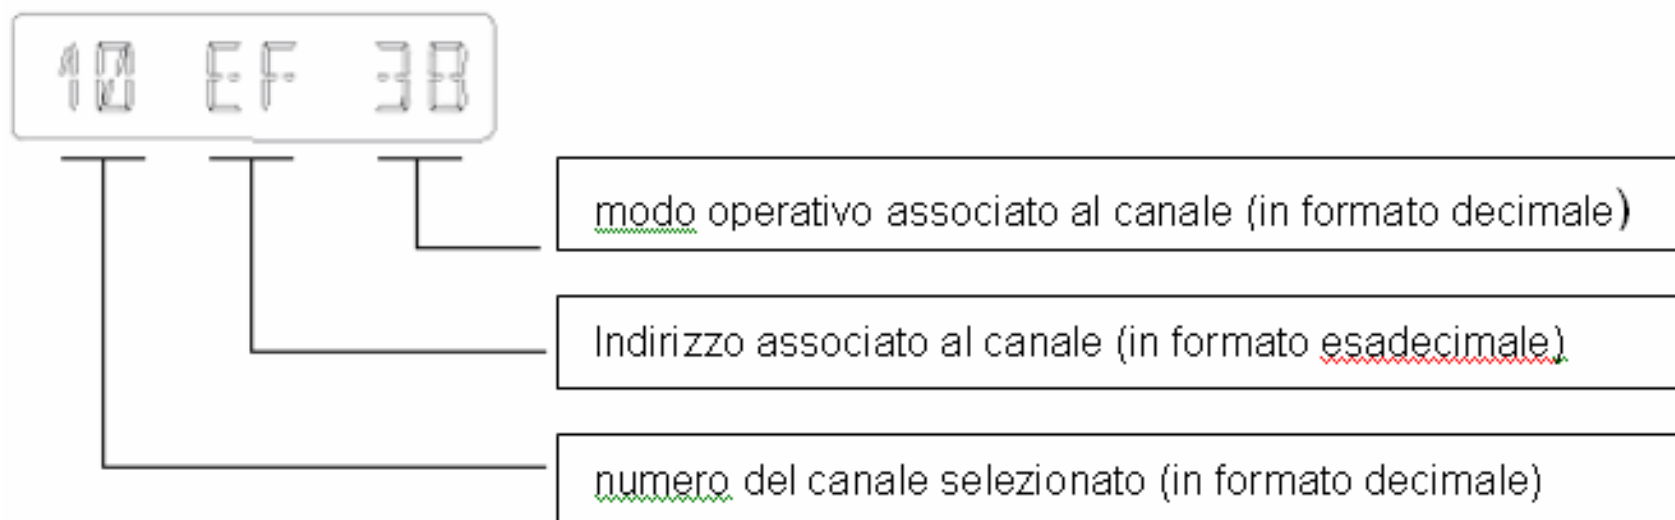 10 EF 38
modo operativo associato al canale (in formato decimale)
Indirizzo associato al canale (in formato esadecimale)
numero del canale selezionato (in formato decimale)